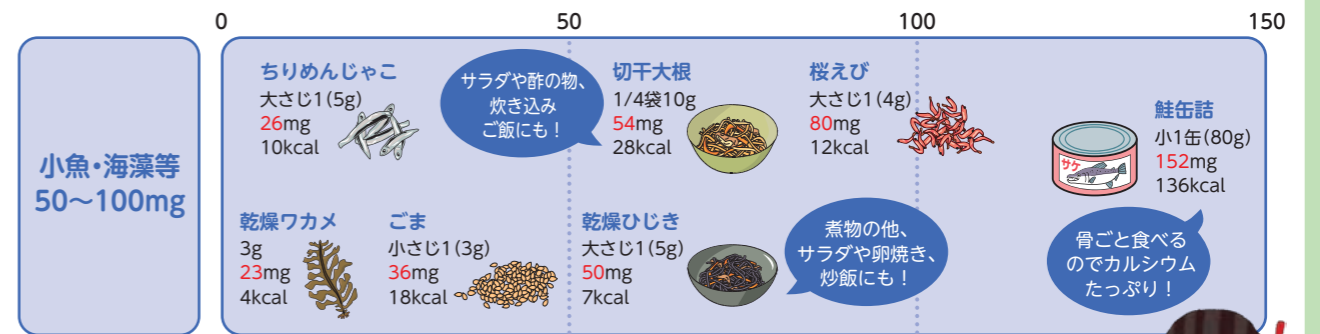 0
50
100
150
小魚・海藻等
50〜100mg
ちりめんじゃこ
大さじ1(5g)
26mg
10kcal
サラダや酢の物、
炊き込み
ご飯にも！
切干大根
1/4袋10g
54mg
28kcal
桜えび
大さじ1(4g)
80mg
12kcal
サケ
鮭缶詰
小1缶(80g)
152mg
136kcal
乾燥ワカメ
3g
23mg
4kcal
ごま
小さじ1(3g)
36mg
18kcal
乾燥ひじき
大さじ1(5g)
50mg
7kcal
煮物の他、
サラダや卵焼き、
炒飯にも！
骨ごと食べる
のでカルシウム
たっぷり！